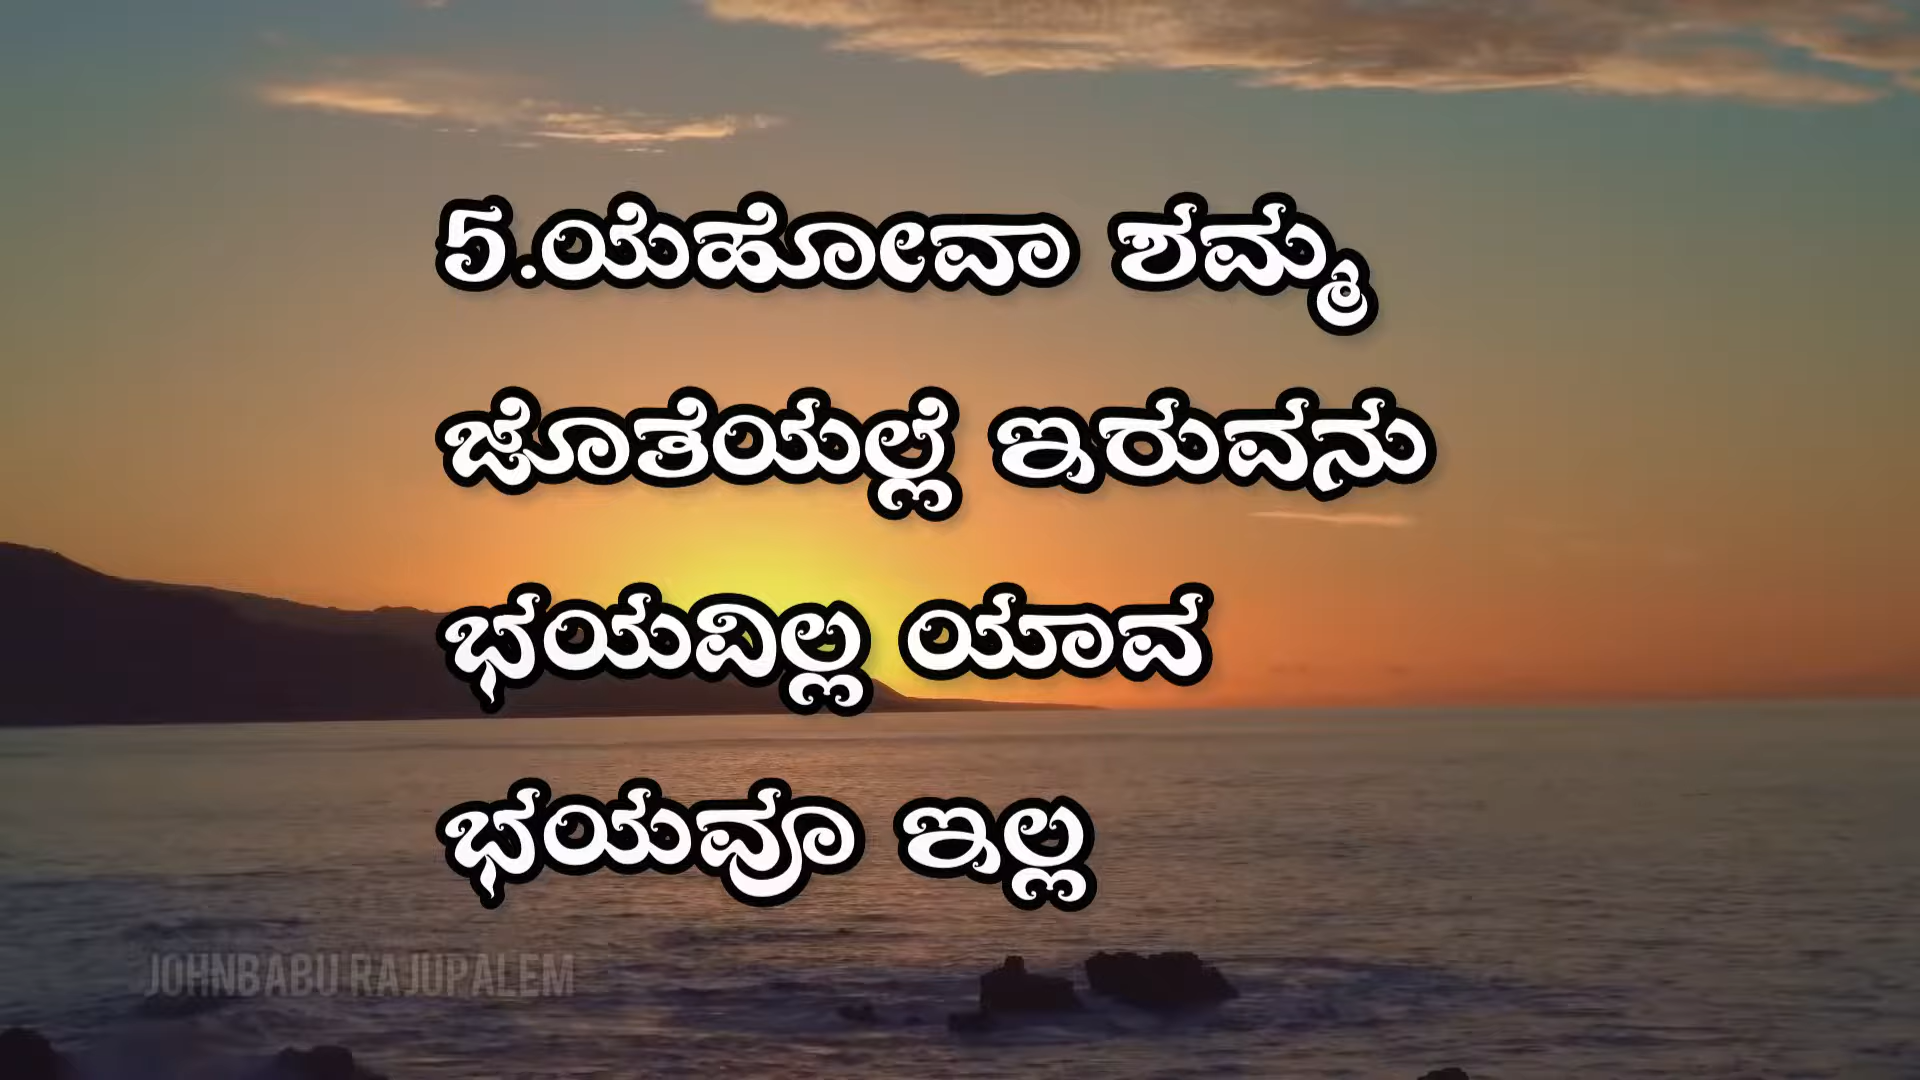 5.ಯೆಹೋವಾ ಶಮ್ಮ
ಜೊತೆಯಲ್ಲೆ ಇರುವನು
ಭಯವಿಲ್ಲ ಯಾವ
ಭಯವೂ ಇಲ್ಲ
JOHNBABU RAJUPALEM